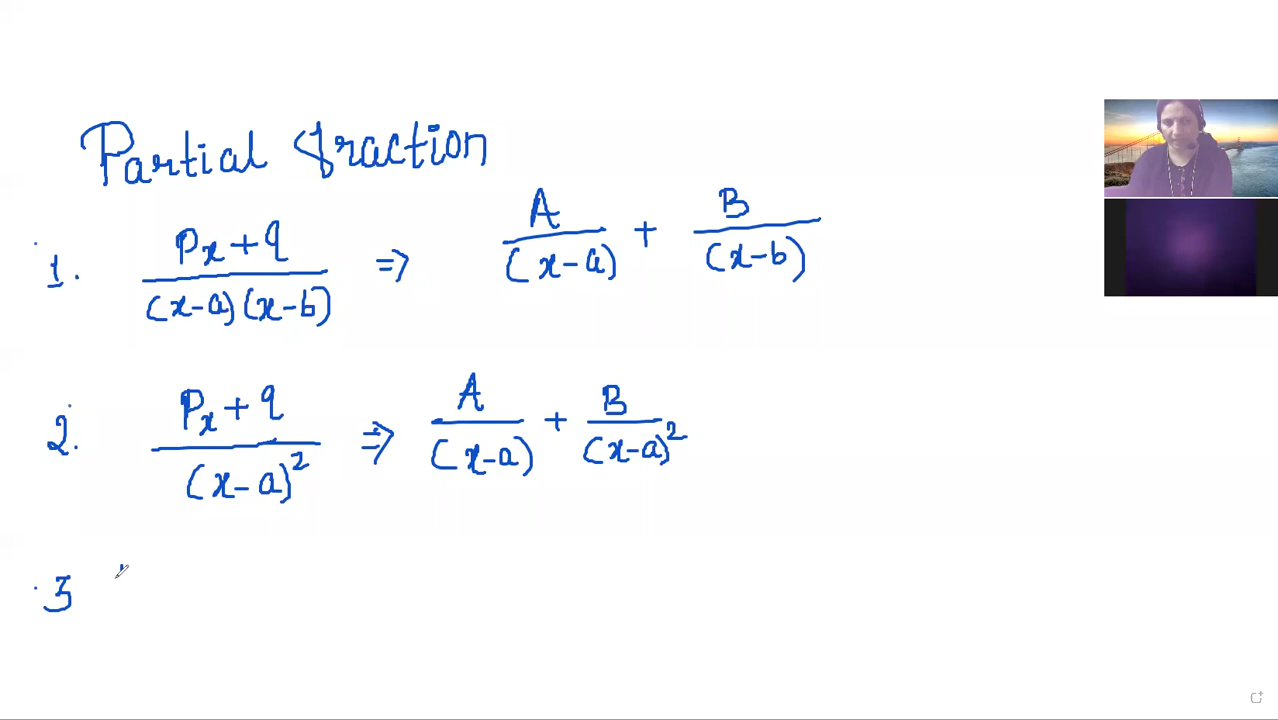 Partial fraction
1. Px+q / (x-a)(x-b) ⇒ A / (x-a) + B / (x-b)
2. Px+q / (x-a)² ⇒ A / (x-a) + B / (x-a)²
3